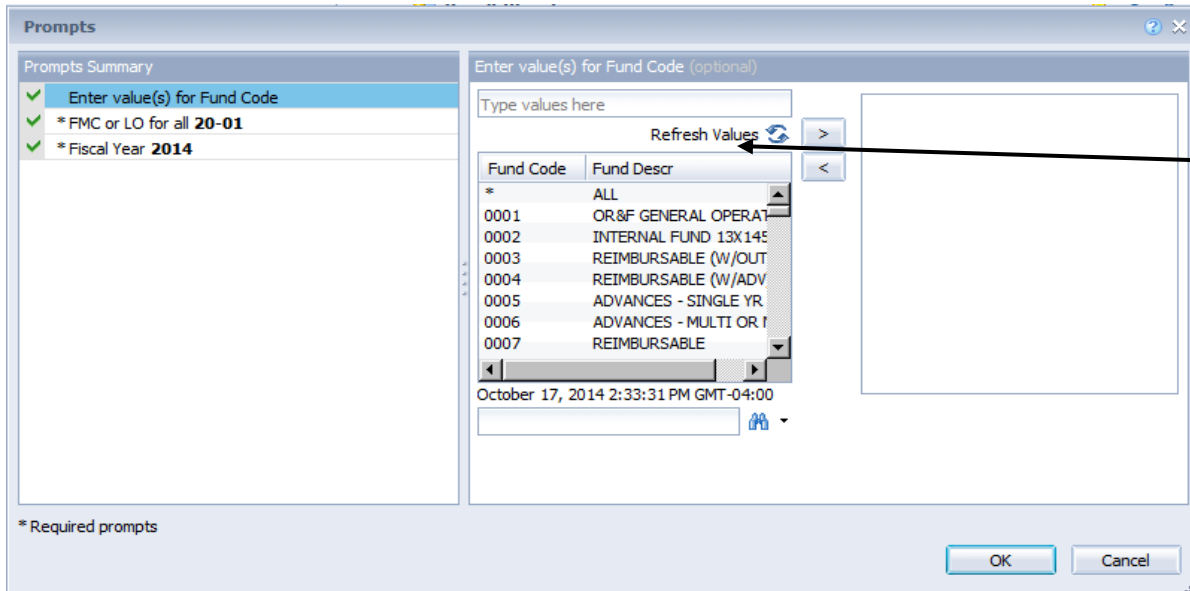 Prompts
Prompts Summary
Enter value(s) for Fund Code
* FMC or LO for all 20-01
* Fiscal Year 2014
Enter value(s) for Fund Code (optional)
Type values here
Refresh Values
>
<
Fund Code Fund Descr
* ALL
0001 OR&F GENERAL OPERAT
0002 INTERNAL FUND 13X145
0003 REIMBURSABLE (W/OUT
0004 REIMBURSABLE (W/ADV
0005 ADVANCES - SINGLE YR
0006 ADVANCES - MULTI OR
0007 REIMBURSABLE
October 17, 2014 2:33:31 PM GMT-04:00
* Required prompts
OK Cancel